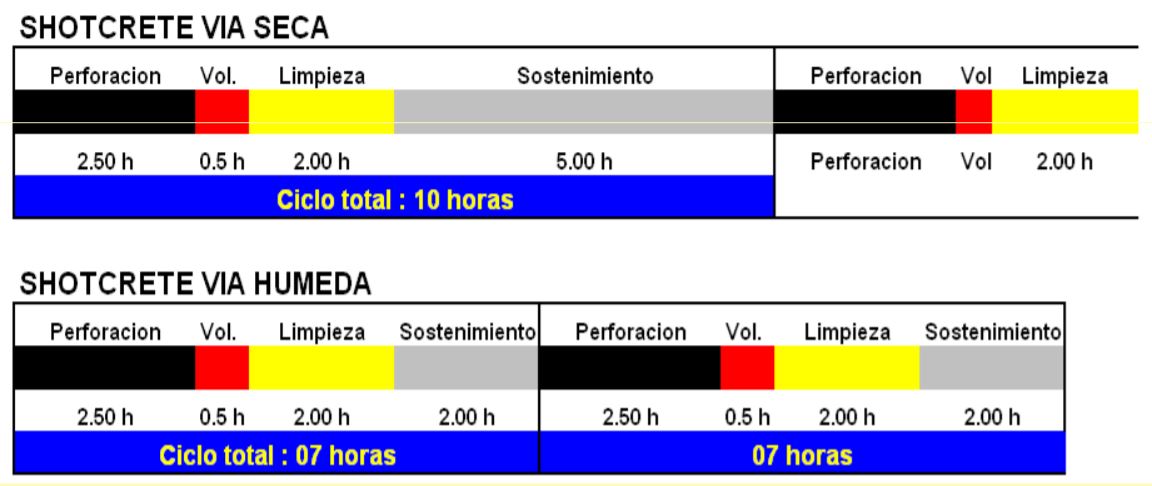 SHOTCRETE VIA SECA
Perforacion Vol. Limpieza Sostenimiento Perforacion Vol Limpieza
2.50 h 0.5 h 2.00 h 5.00 h Perforacion Vol 2.00 h
Ciclo total : 10 horas
SHOTCRETE VIA HUMEDA
Perforacion Vol. Limpieza Sostenimiento Perforacion Vol. Limpieza Sostenimiento
2.50 h 0.5 h 2.00 h 2.00 h 2.50 h 0.5 h 2.00 h 2.00 h
Ciclo total : 07 horas 07 horas